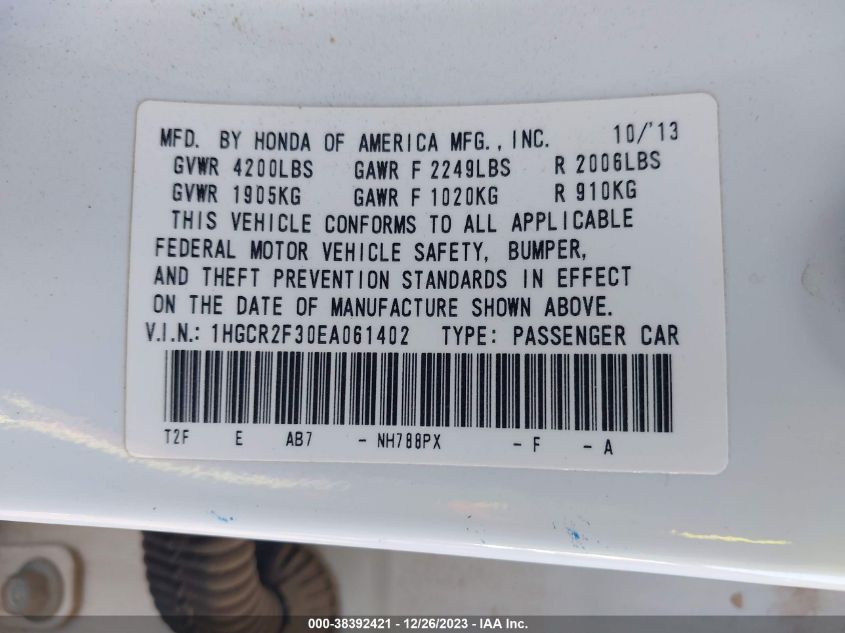 MFD. BY HONDA OF AMERICA MFG., INC. 10/'13
GVWR 4200LBS GAWR F 2249LBS R 2006LBS
GVWR 1905KG GAWR F 1020KG R 910KG
THIS VEHICLE CONFORMS TO ALL APPLICABLE
FEDERAL MOTOR VEHICLE SAFETY, BUMPER,
AND THEFT PREVENTION STANDARDS IN EFFECT
ON THE DATE OF MANUFACTURE SHOWN ABOVE.
V.I.N.: 1HGCR2F30EA061402 TYPE: PASSENGER CAR
T2F E AB7 -NH788PX -F -A
000-38392421 - 12/26/2023 - IAA Inc.